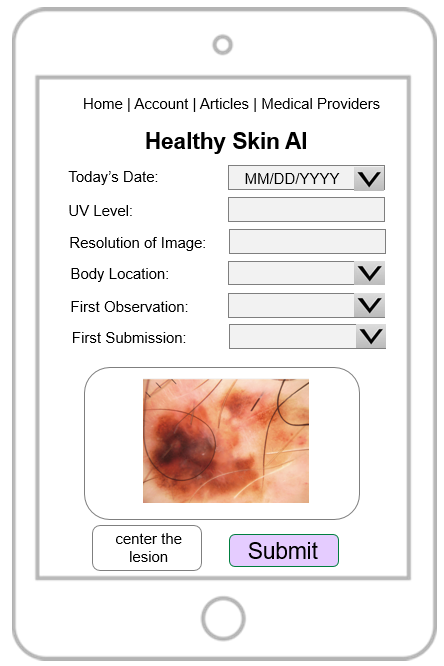 Home | Account | Articles | Medical Providers
Healthy Skin AI
Today's Date: MM/DD/YYYY
UV Level:
Resolution of Image:
Body Location:
First Observation:
First Submission:
center the
lesion
Submit